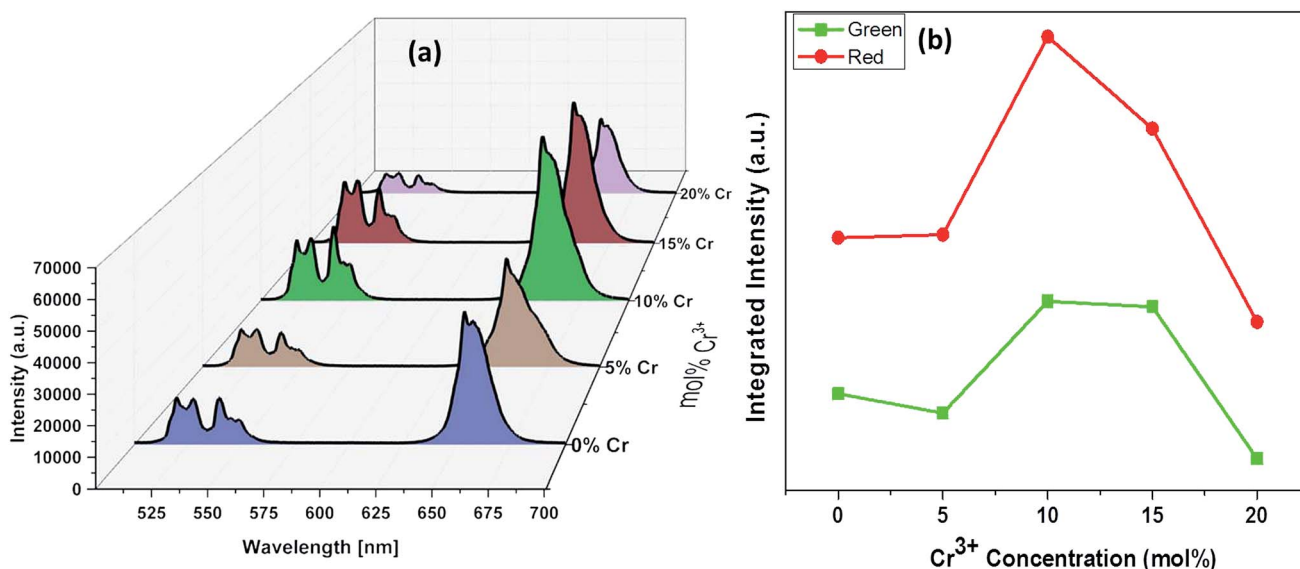 (a)
70000
60000
50000
40000
30000
20000
10000
0
Intensity (a.u.)
525 550 575 600 625 650 675 700
Wavelength [nm]
0% Cr
5% Cr
10% Cr
15% Cr
20% Cr
mol% Cr³⁺
(b)
Green
Red
Integrated Intensity (a.u.)
0 5 10 15 20
Cr³⁺ Concentration (mol%)